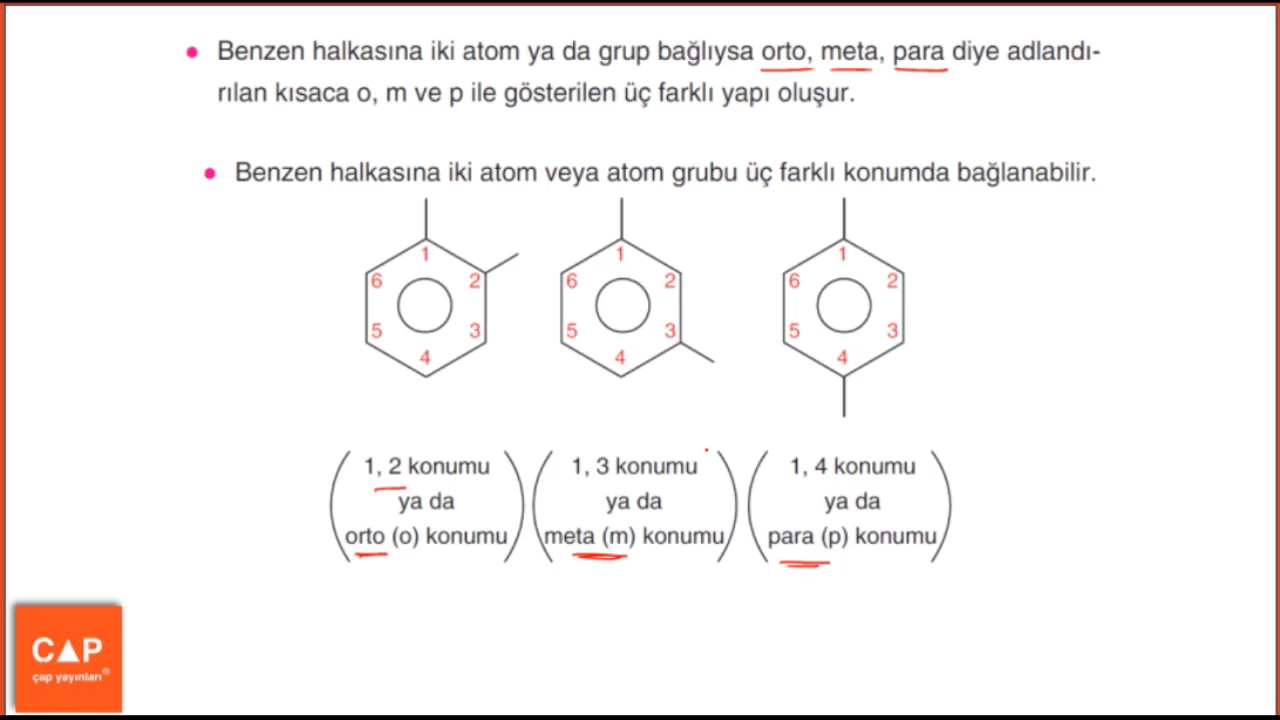 Benzen halkasına iki atom ya da grup bağlıysa orto, meta, para diye adlandı-
rılan kısaca o, m ve p ile gösterilen üç farklı yapı oluşur.
Benzen halkasına iki atom veya atom grubu üç farklı konumda bağlanabilir.
1 2 3 4 5 6
1 2 3 4 5 6
1 2 3 4 5 6
1, 2 konumu
ya da
orto (o) konumu
1, 3 konumu
ya da
meta (m) konumu
1, 4 konumu
ya da
para (p) konumu
CAP
çap yayınları®